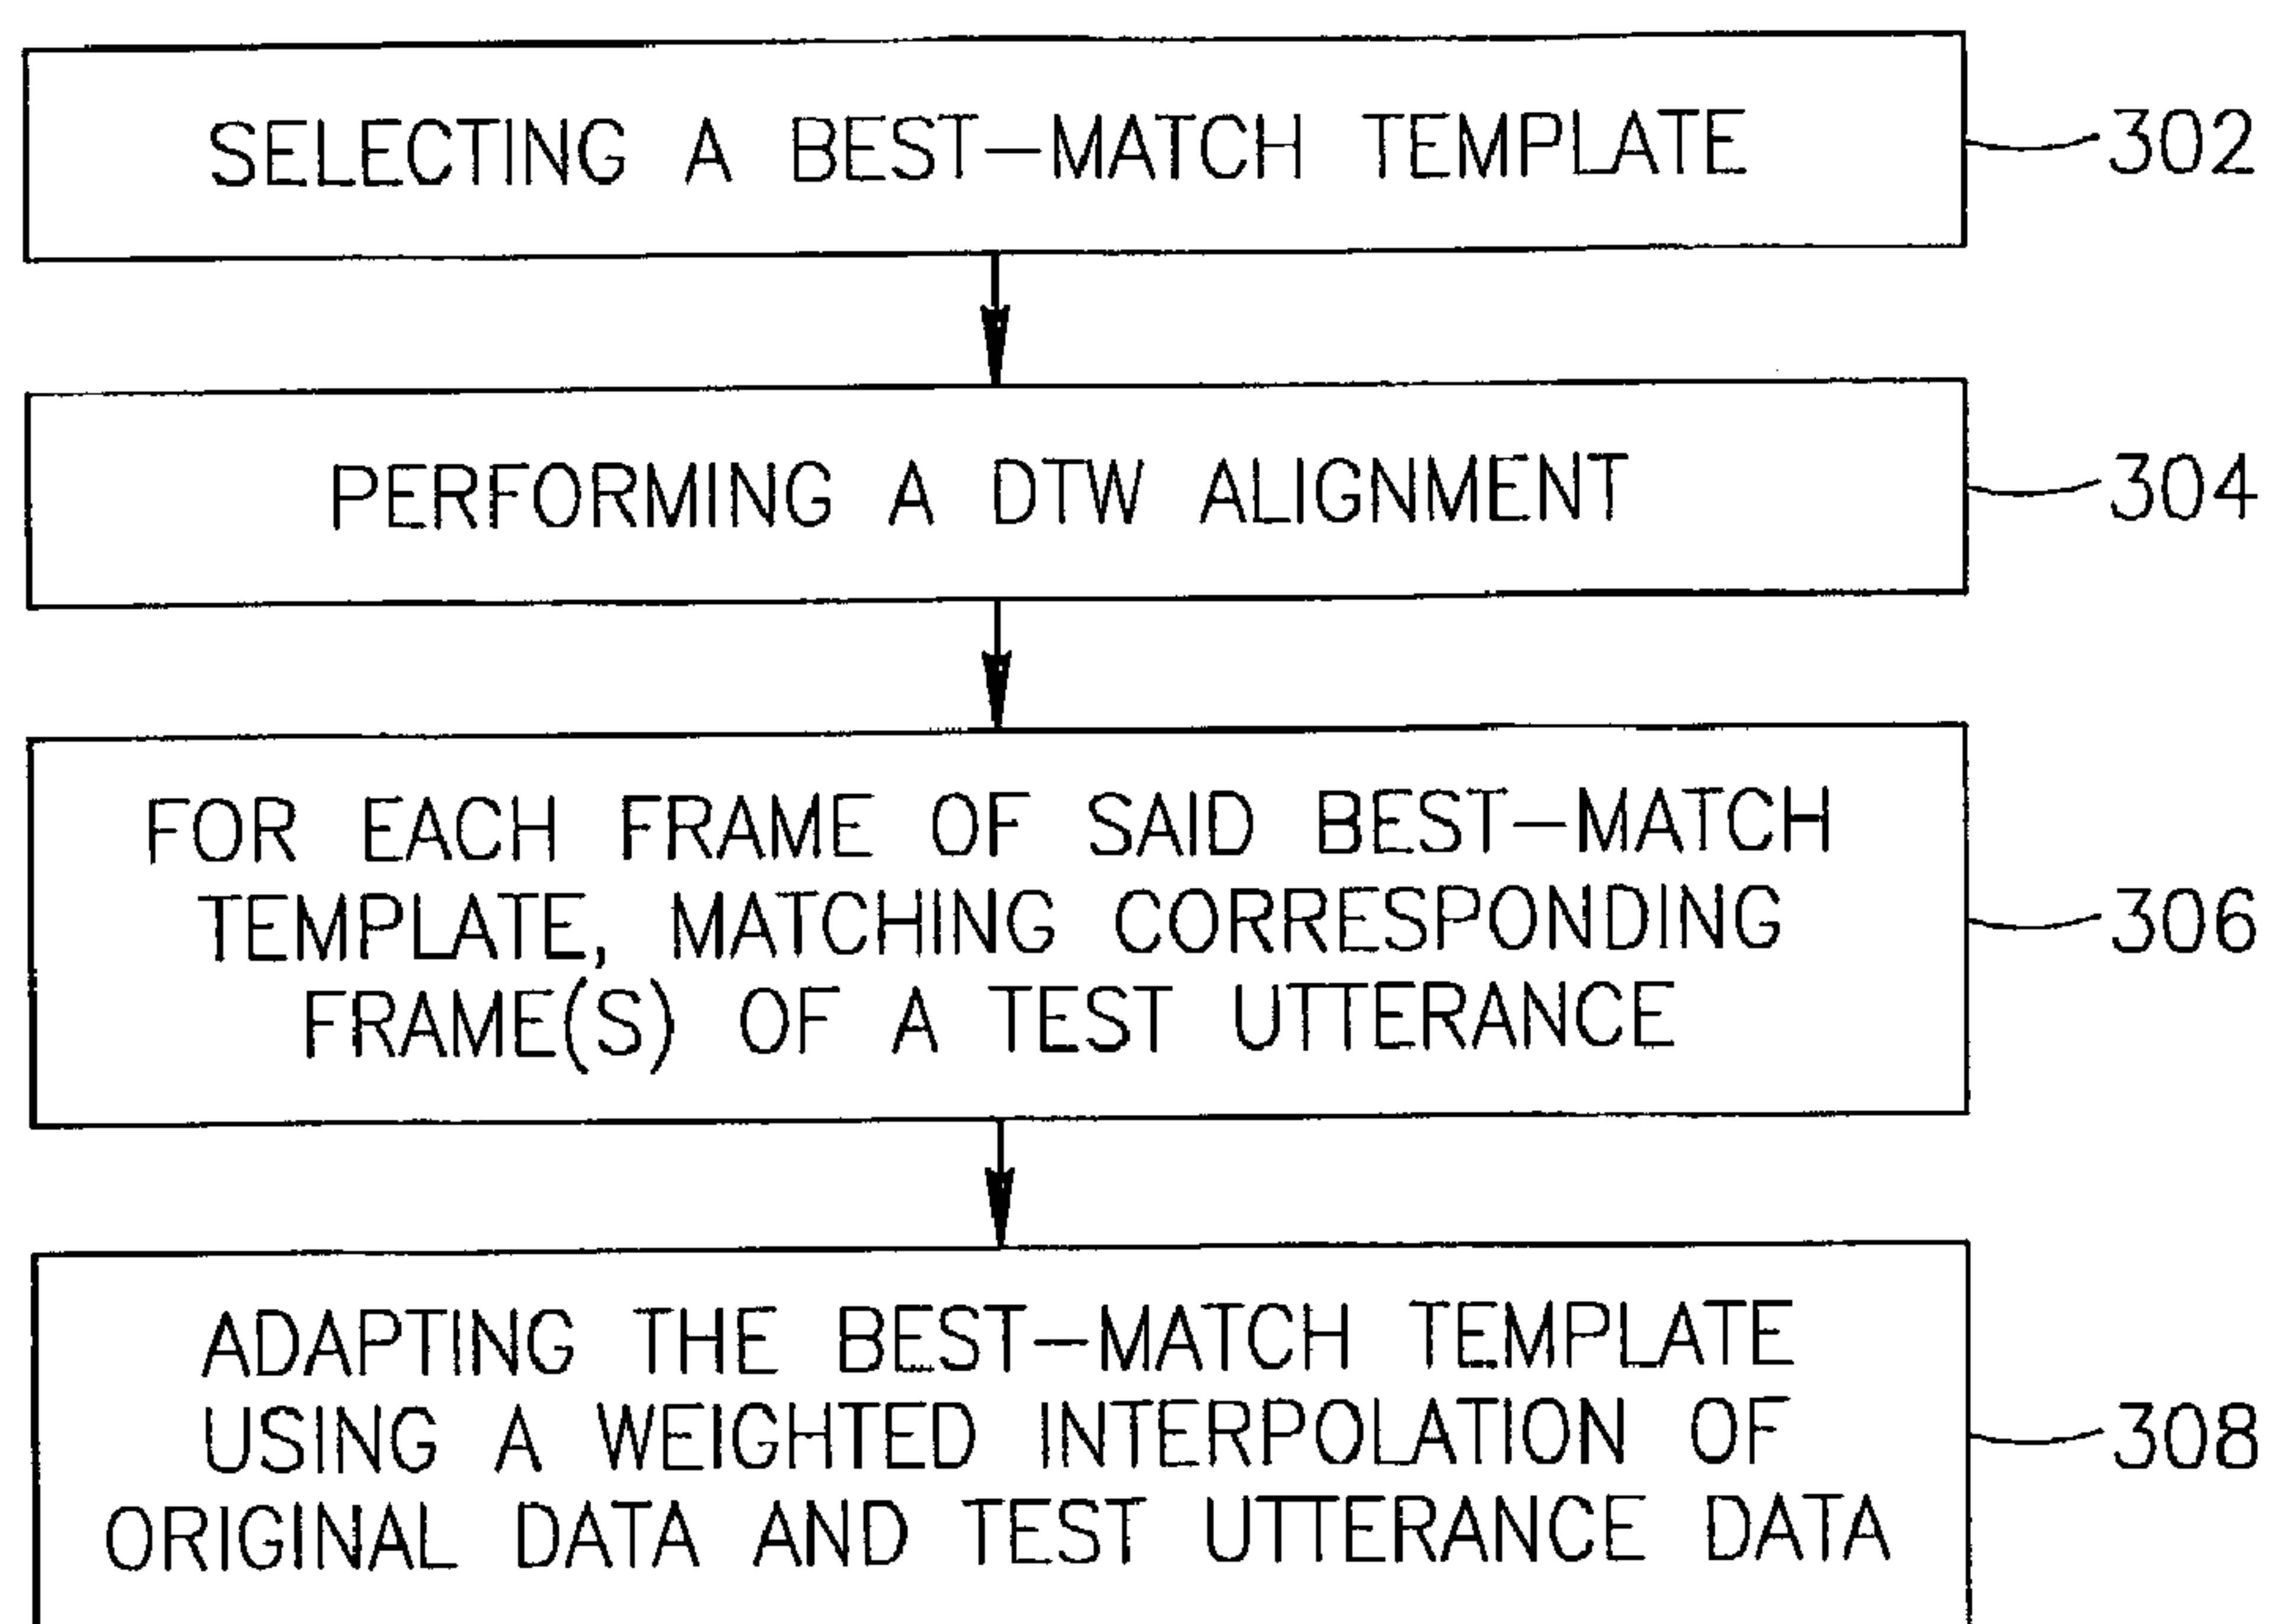 SELECTING A BEST-MATCH TEMPLATE
302
PERFORMING A DTW ALIGNMENT
304
FOR EACH FRAME OF SAID BEST-MATCH
TEMPLATE, MATCHING CORRESPONDING
FRAME(S) OF A TEST UTTERANCE
306
ADAPTING THE BEST-MATCH TEMPLATE
USING A WEIGHTED INTERPOLATION OF
ORIGINAL DATA AND TEST UTTERANCE DATA
308